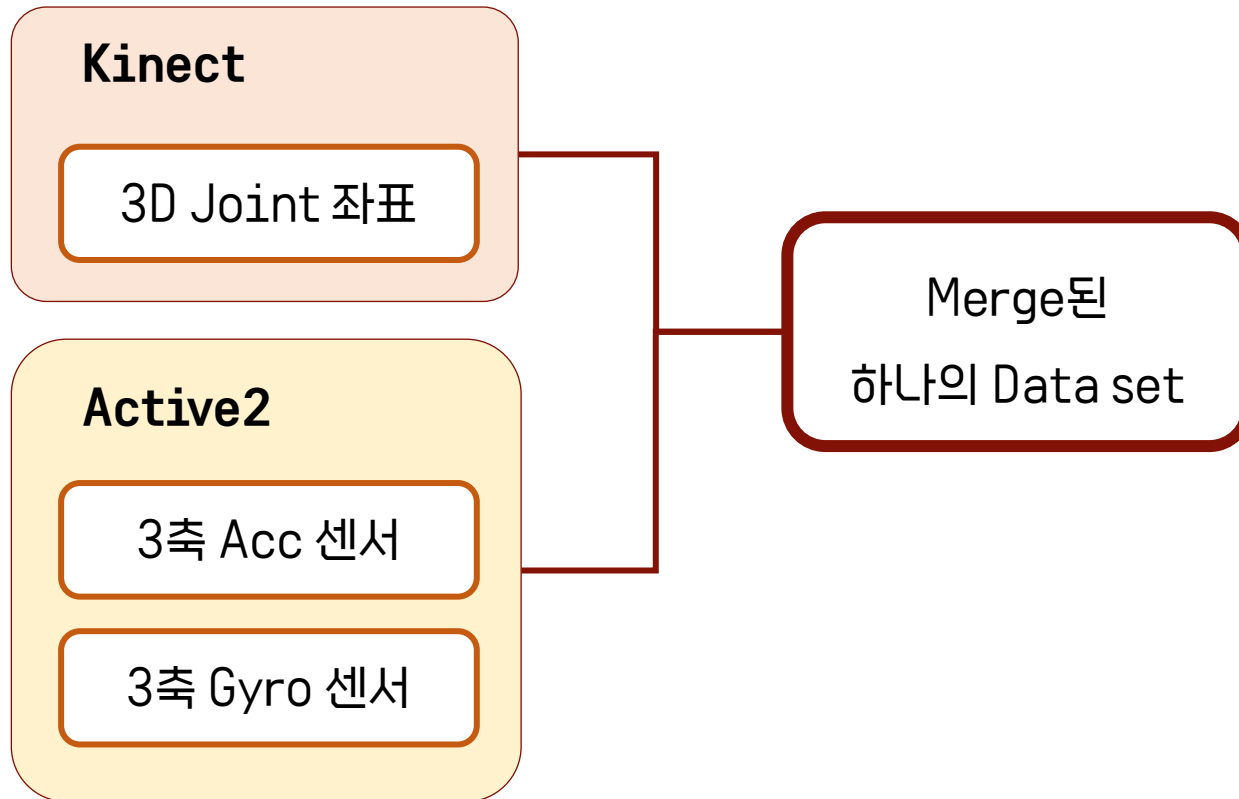 Kinect
3D Joint 좌표
Active2
3축 Acc 센서
3축 Gyro 센서
Merge된
하나의 Data set